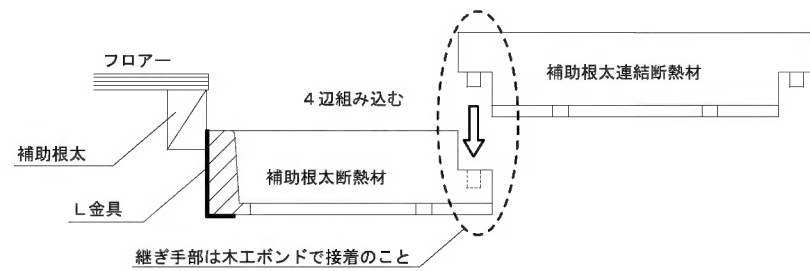 フロアー
補助根太連結断熱材
4辺組み込む
補助根太
補助根太断熱材
L金具
継ぎ手部は木工ボンドで接着のこと